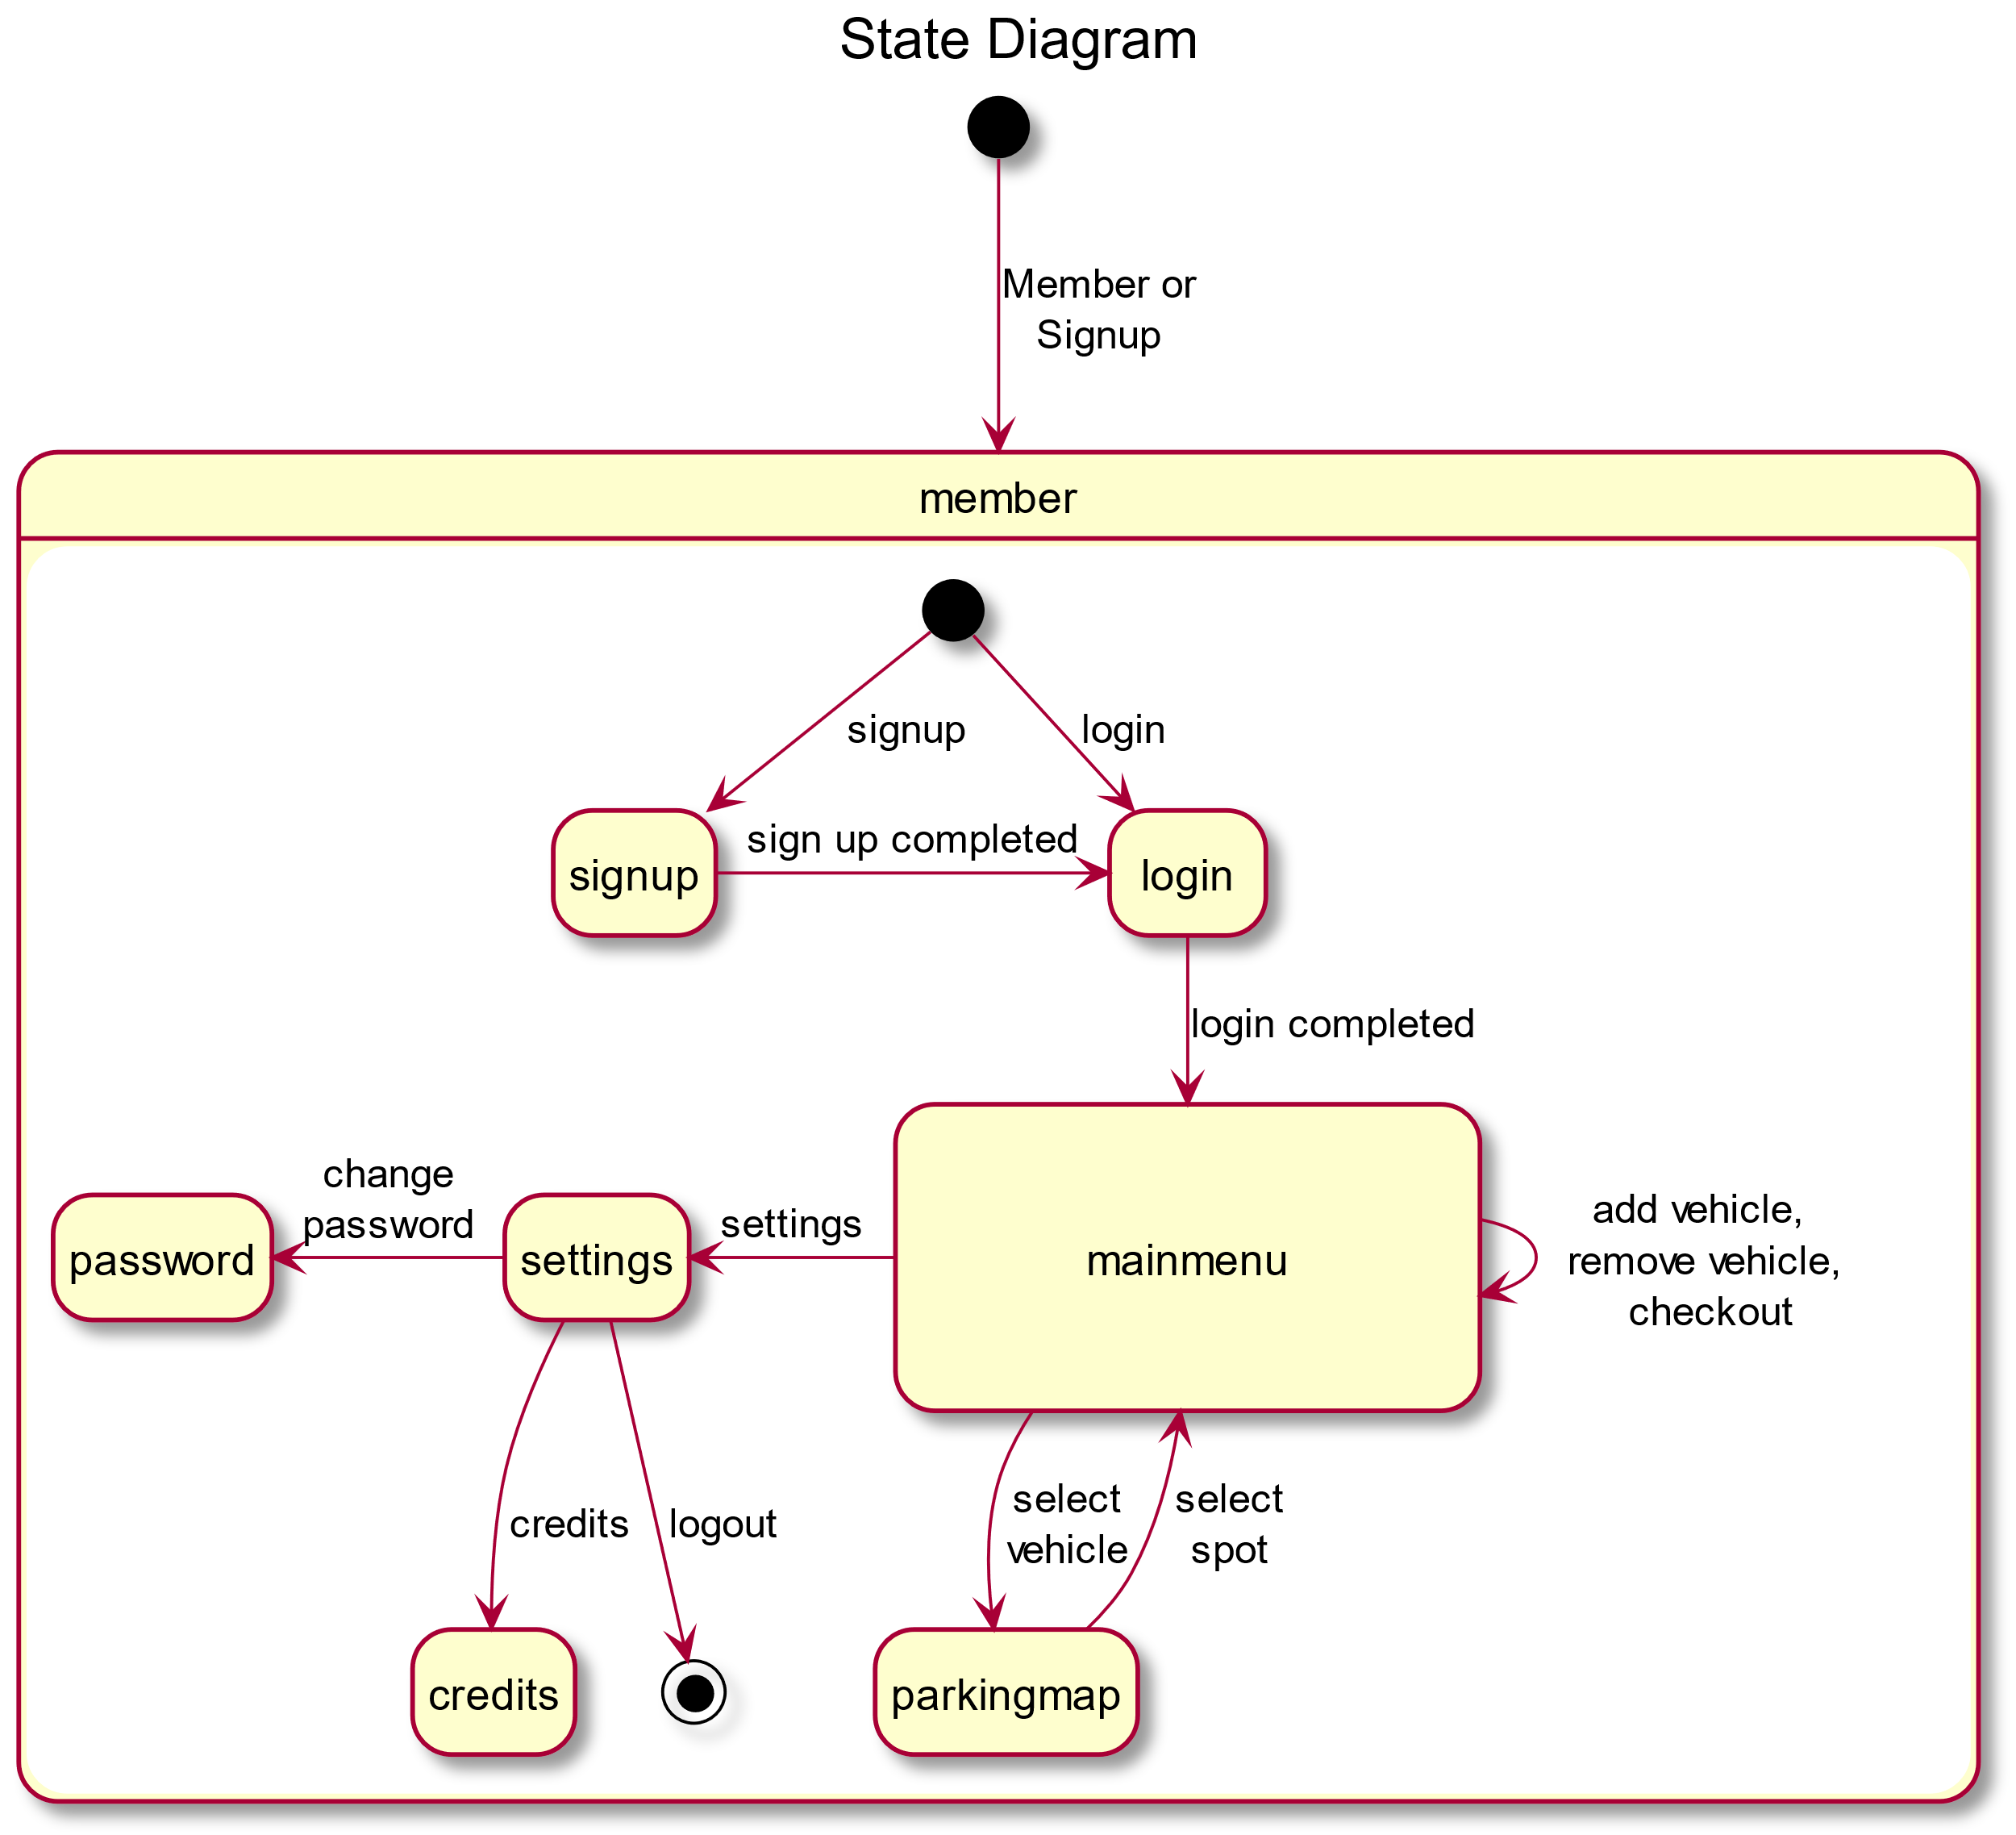 State Diagram
Member or
Signup
member
signup
login
signup
sign up completed
login
login completed
change
password
password
settings
settings
mainmenu
add vehicle,
remove vehicle,
checkout
credits
logout
select
vehicle
select
spot
credits
parkingmap